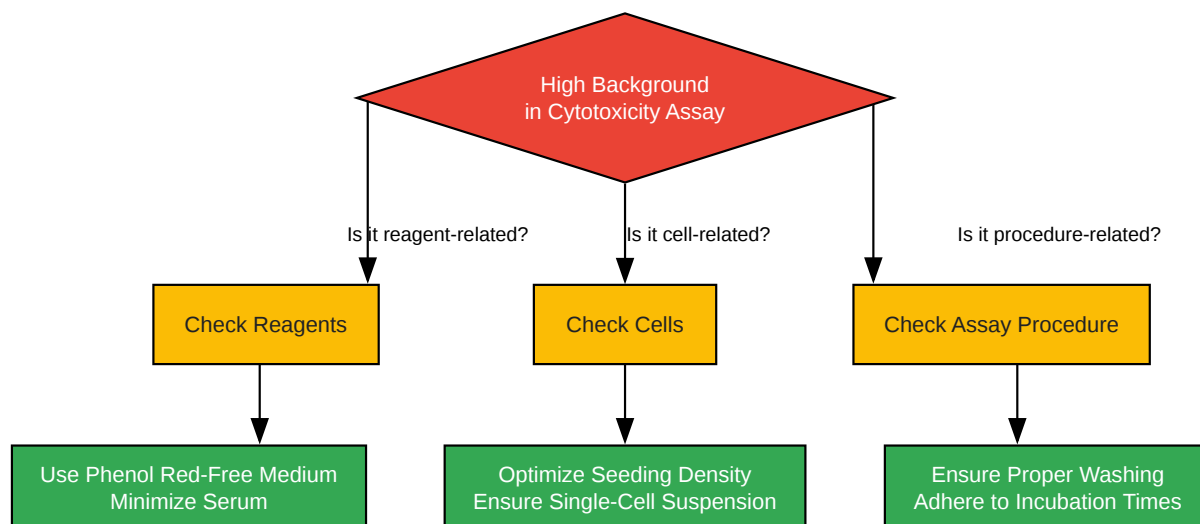 High Background
in Cytotoxicity Assay
Is it reagent-related?
Is it cell-related?
Is it procedure-related?
Check Reagents
Check Cells
Check Assay Procedure
Use Phenol Red-Free Medium
Minimize Serum
Optimize Seeding Density
Ensure Single-Cell Suspension
Ensure Proper Washing
Adhere to Incubation Times